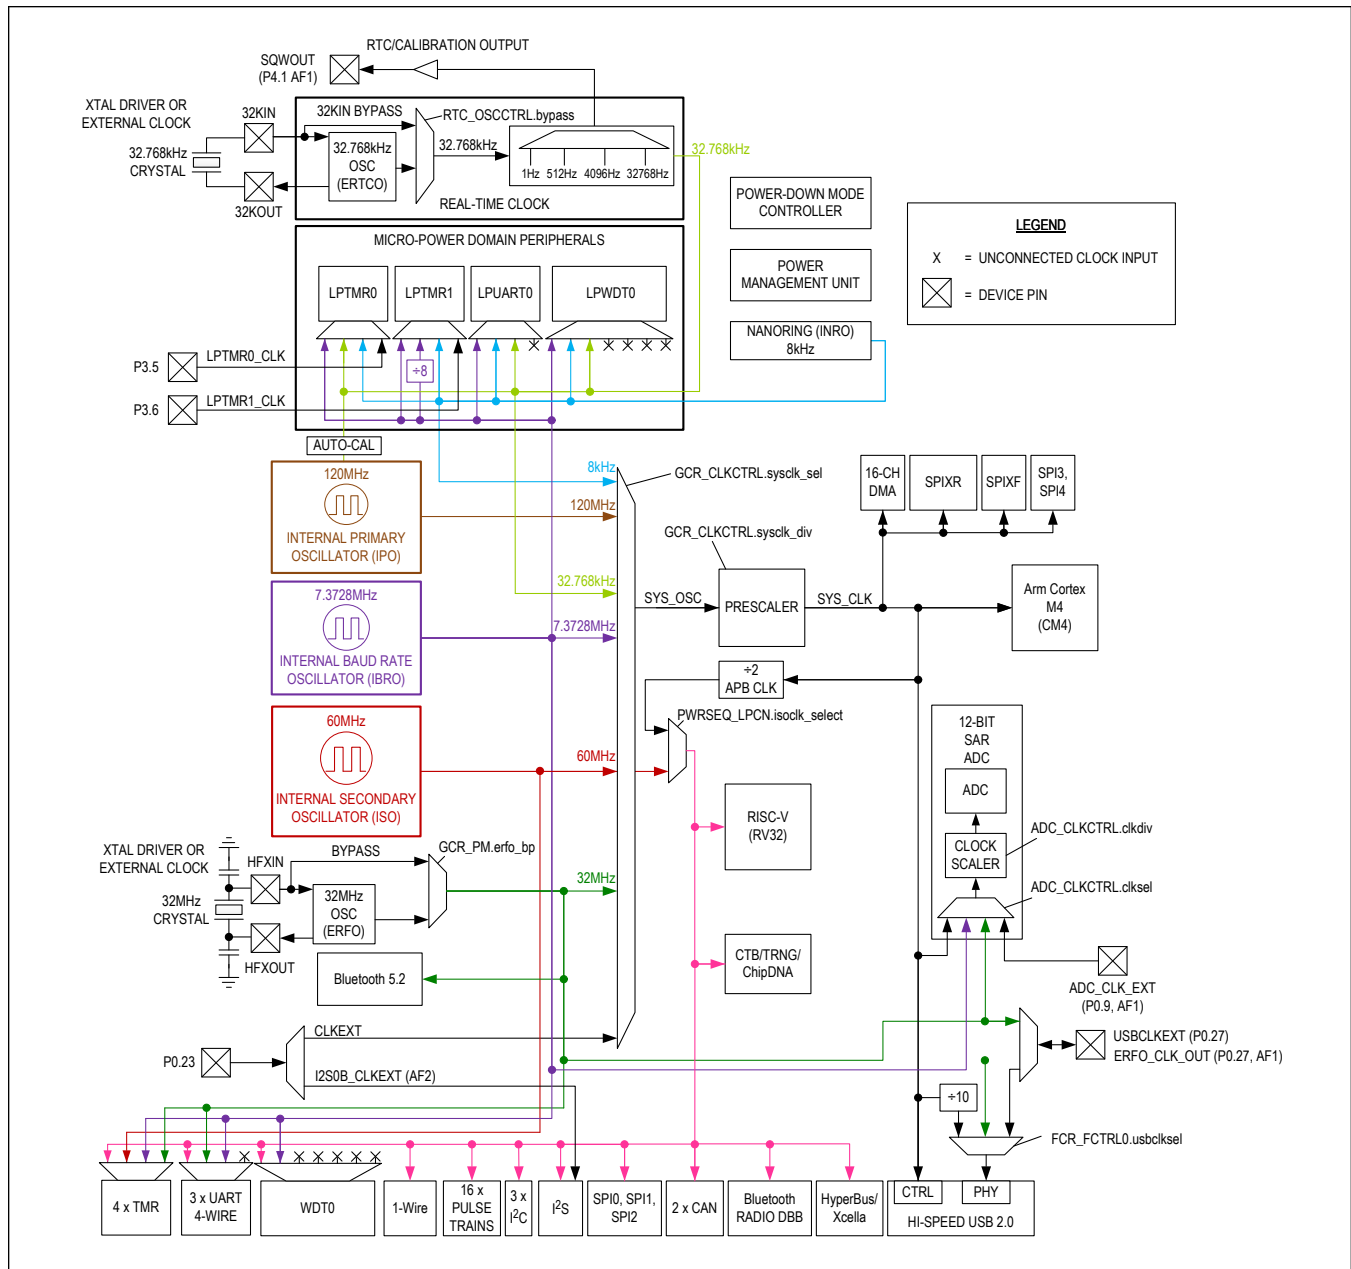 RTC/CALIBRATION OUTPUT
SQWOUT
(P4.1 AF1)
XTAL DRIVER OR
EXTERNAL CLOCK
32KIN
32KIN BYPASS
RTC_OSCCTRL.bypass
32.768kHz
CRYSTAL
32.768kHz
OSC
(ERTCO)
32.768kHz
1Hz
512Hz
4096Hz
32768Hz
32.768kHz
32KOUT
REAL-TIME CLOCK
POWER-DOWN MODE
CONTROLLER
POWER
MANAGEMENT UNIT
NANORING (INRO)
8kHz
LEGEND
X = UNCONNECTED CLOCK INPUT
= DEVICE PIN
MICRO-POWER DOMAIN PERIPHERALS
LPTMR0
LPTMR1
LPUART0
LPWDT0
P3.5
LPTMR0_CLK
÷8
P3.6
LPTMR1_CLK
AUTO-CAL
120MHz
INTERNAL PRIMARY
OSCILLATOR (IPO)
8kHz
GCR_CLKCTRL.sysclk_sel
120MHz
16-CH
DMA
SPIXR
SPIXF
SPI3,
SPI4
GCR_CLKCTRL.sysclk_div
7.3728MHz
INTERNAL BAUD RATE
OSCILLATOR (IBRO)
32.768kHz
7.3728MHz
SYS_OSC
PRESCALER
SYS_CLK
Arm Cortex
M4
(CM4)
÷2
APB CLK
PWRSEQ_LPCN.isoclk_select
60MHz
INTERNAL SECONDARY
OSCILLATOR (ISO)
60MHz
12-BIT
SAR
ADC
ADC
CLOCK
SCALER
ADC_CLKCTRL.clkdiv
ADC_CLKCTRL.clksel
RISC-V
(RV32)
XTAL DRIVER OR
EXTERNAL CLOCK
HFXIN
BYPASS
GCR_PM.erfo_bp
32MHz
CRYSTAL
32MHz
OSC
(ERFO)
32MHz
HFXOUT
Bluetooth 5.2
CTB/TRNG/
ChipDNA
ADC_CLK_EXT
(P0.9, AF1)
CLKEXT
P0.23
I2S0B_CLKEXT (AF2)
USBCLKEXT (P0.27)
ERFO_CLK_OUT (P0.27, AF1)
÷10
FCR_FCTRL0.usbclksel
4 x TMR
3 x UART
4-WIRE
WDT0
1-Wire
16 x
PULSE
TRAINS
3 x
I2C
I2S
SPI0, SPI1,
SPI2
2 x CAN
Bluetooth
RADIO DBB
HyperBus/
Xcella
CTRL
PHY
HI-SPEED USB 2.0